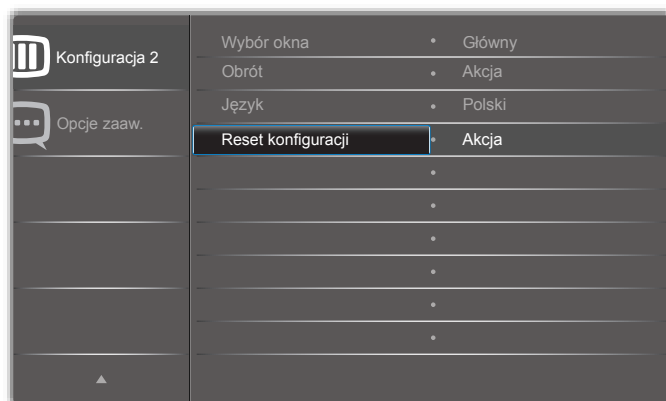 Konfiguracja 2
Opcje zaaw.
Wybór okna • Główny
Obrót • Akcja
Język • Polski
Reset konfiguracji • Akcja